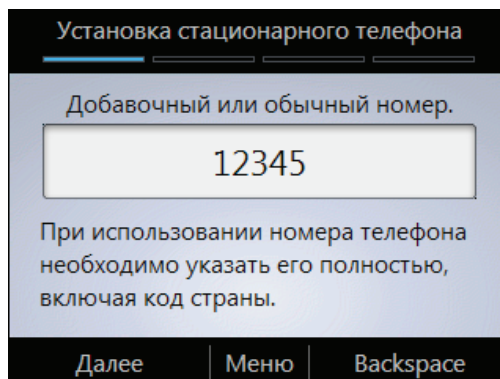 Установка стационарного телефона
Добавочный или обычный номер.
12345
При использовании номера телефона
необходимо указать его полностью,
включая код страны.
Далее Меню Backspace